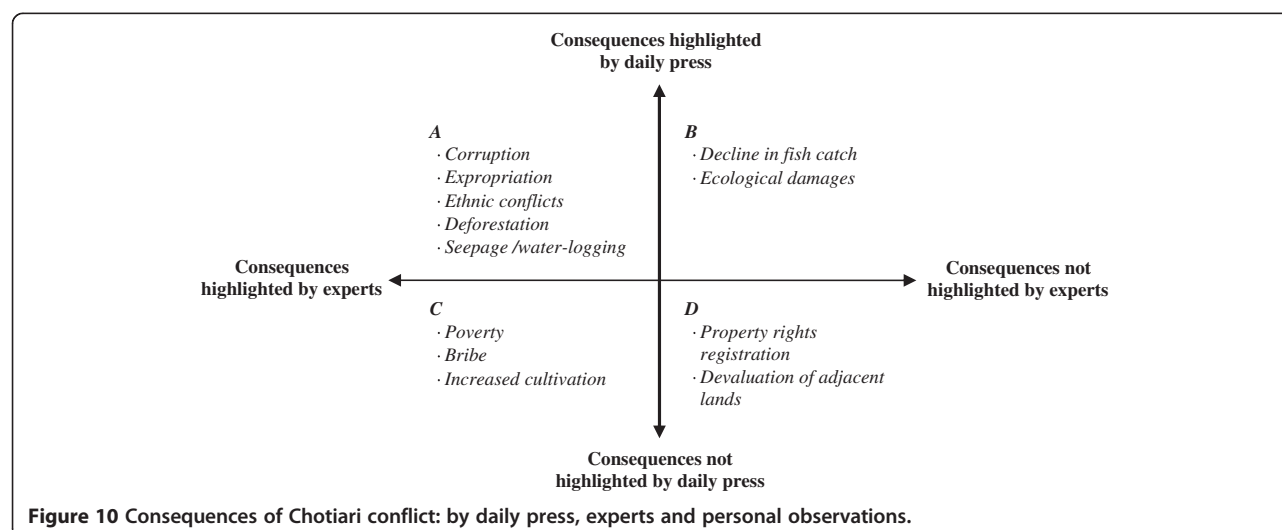 Consequences highlighted
by daily press
A
· Corruption
· Expropriation
· Ethnic conflicts
· Deforestation
· Seepage /water-logging
B
· Decline in fish catch
· Ecological damages
Consequences
highlighted by experts
Consequences not
highlighted by experts
C
· Poverty
· Bribe
· Increased cultivation
D
· Property rights
registration
· Devaluation of adjacent
lands
Consequences not
highlighted by daily press
Figure 10 Consequences of Chotiari conflict: by daily press, experts and personal observations.